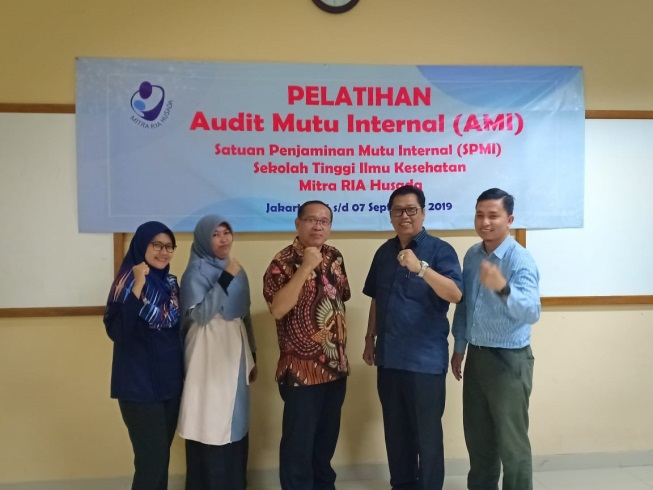 MITRA RIA HUSADA
PELATIHAN
Audit Mutu Internal (AMI)
Satuan Penjaminan Mutu Internal (SPMI)
Sekolah Tinggi Ilmu Kesehatan
Mitra RIA Husada
s/d 07 2019